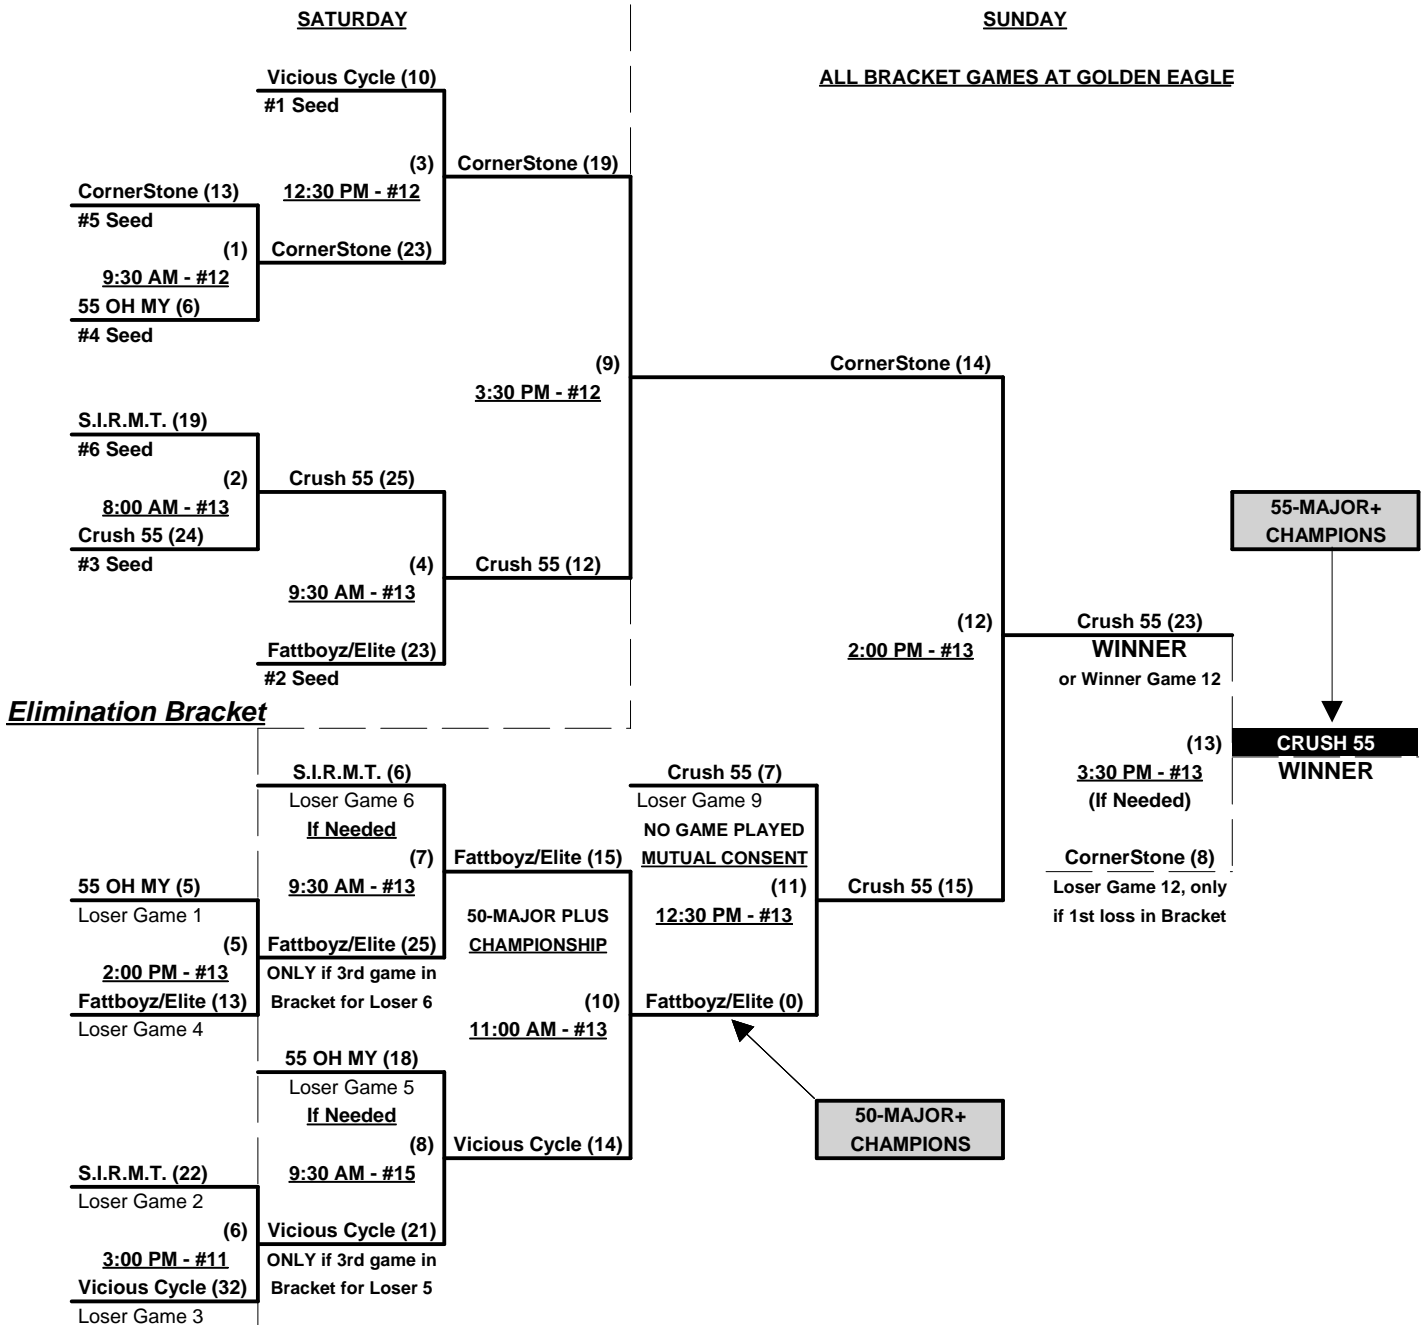 SATURDAY
SUNDAY
Vicious Cycle (10)
ALL BRACKET GAMES AT GOLDEN EAGLE
#1 Seed
(3)
CornerStone (19)
CornerStone (13)
12:30 PM - #12
#5 Seed
(1)
CornerStone (23)
9:30 AM - #12
55 OH MY (6)
#4 Seed
(9)
CornerStone (14)
3:30 PM - #12
S.I.R.M.T. (19)
#6 Seed
(2)
Crush 55 (25)
8:00 AM - #13
55-MAJOR+
CHAMPIONS
Crush 55 (24)
#3 Seed
(4)
Crush 55 (12)
9:30 AM - #13
(12)
Crush 55 (23)
2:00 PM - #13
WINNER
Fattboyz/Elite (23)
#2 Seed
or Winner Game 12
Elimination Bracket
(13)
CRUSH 55
WINNER
S.I.R.M.T. (6)
Crush 55 (7)
3:30 PM - #13
Loser Game 6
Loser Game 9
(If Needed)
If Needed
NO GAME PLAYED
(7)
Fattboyz/Elite (15)
MUTUAL CONSENT
CornerStone (8)
55 OH MY (5)
9:30 AM - #13
(11)
Crush 55 (15)
Loser Game 12, only
Loser Game 1
50-MAJOR PLUS
12:30 PM - #13
if 1st loss in Bracket
(5)
Fattboyz/Elite (25)
CHAMPIONSHIP
2:00 PM - #13
ONLY if 3rd game in
Fattboyz/Elite (13)
Bracket for Loser 6
(10)
Fattboyz/Elite (0)
Loser Game 4
11:00 AM - #13
55 OH MY (18)
Loser Game 5
If Needed
50-MAJOR+
CHAMPIONS
(8)
Vicious Cycle (14)
S.I.R.M.T. (22)
9:30 AM - #15
Loser Game 2
(6)
Vicious Cycle (21)
3:00 PM - #11
ONLY if 3rd game in
Vicious Cycle (32)
Bracket for Loser 5
Loser Game 3